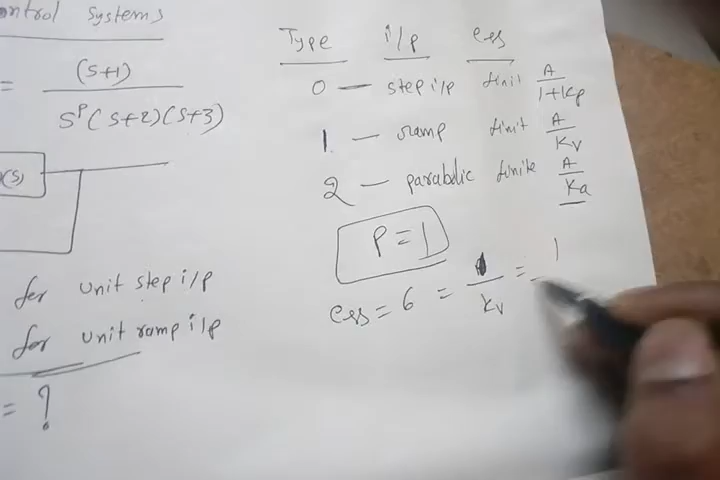 ontrol systems
= (s+1) / s^p (s+2)(s+3)
(s)
for unit step i/p
for unit ramp i/p
= ?
Type i/p ess
0 — step i/p finit A / 1+Kp
1 — ramp finit A / Kv
2 — parabolic finite A / Ka
P = 1
ess = 6 = 1 / Kv = 1